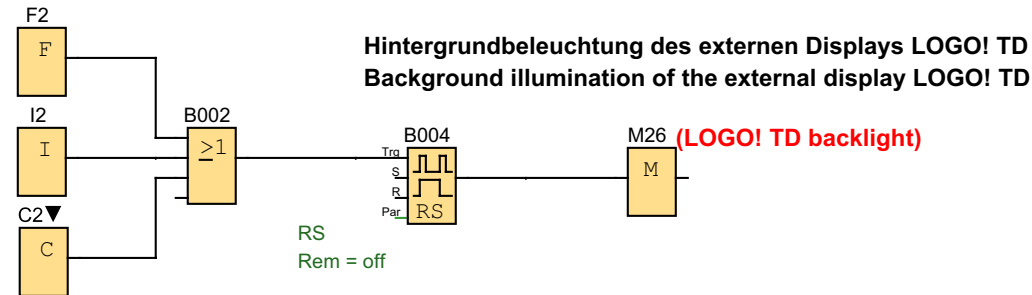 F2
F
Hintergrundbeleuchtung des externen Displays LOGO! TD
Background illumination of the external display LOGO! TD
I2
I
B002
≥1
B004
Trg
S
R
Par
RS
M26 (LOGO! TD backlight)
M
C2▼
C
RS
Rem = off